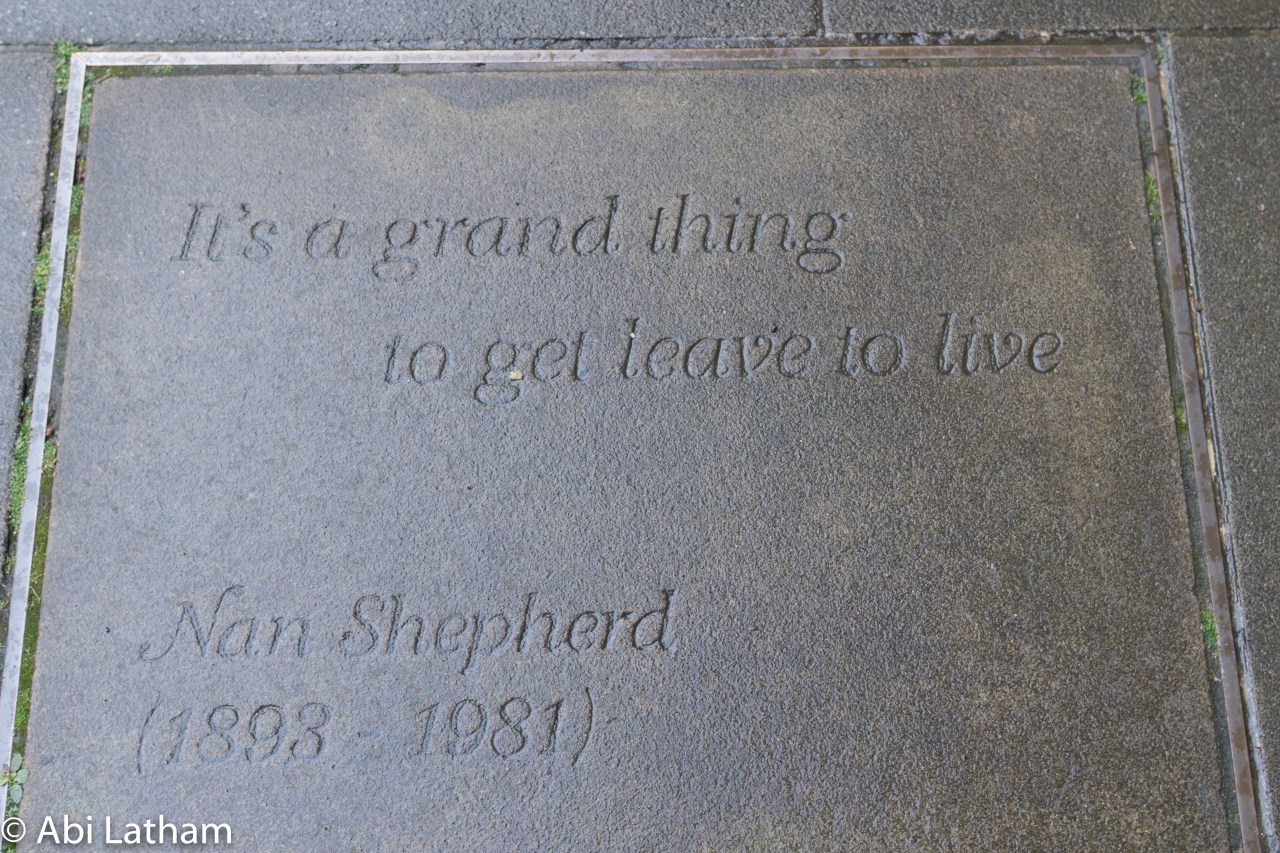 It's a grand thing
to get leave to live
Nan Shepherd
(1893 - 1981)
© Abi Latham